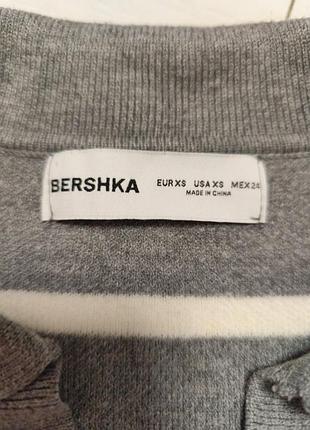 BERSHKA EUR XS USA XS MEX 24
MADE IN CHINA